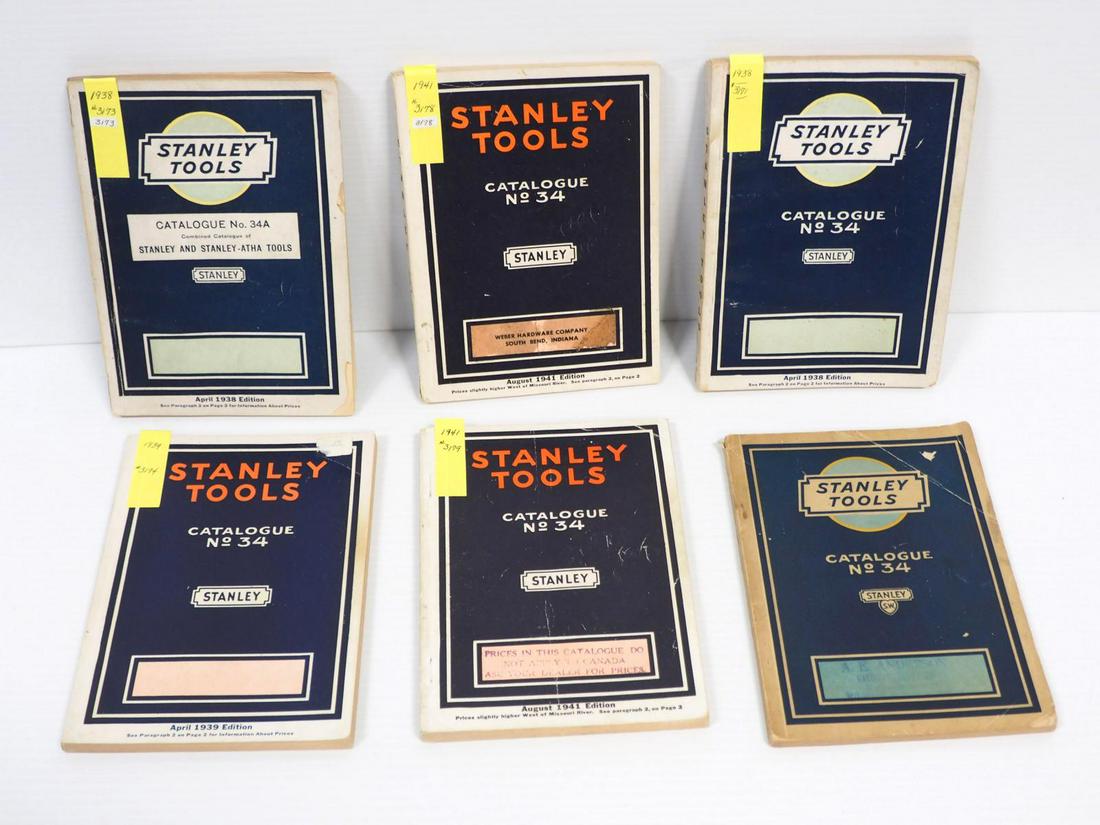 1938
#3173
3173
STANLEY
TOOLS
CATALOGUE No. 34A
Combined Catalogue of
STANLEY AND STANLEY-ATHA TOOLS
STANLEY
April 1938 Edition
See Paragraph 2 on Page 2 for Information About Prices
1941
#3178
3178
STANLEY
TOOLS
CATALOGUE
Nº 34
STANLEY
WEBER HARDWARE COMPANY
SOUTH BEND, INDIANA
August 1941 Edition
Prices slightly higher West of Missouri River. See paragraph 2, on Page 2
1938
STANLEY
TOOLS
CATALOGUE
Nº 34
STANLEY
April 1938 Edition
See Paragraph 2 on Page 2 for Information About Prices
1939
STANLEY
TOOLS
CATALOGUE
Nº 34
STANLEY
April 1939 Edition
See Paragraph 2 on Page 2 for Information About Prices
1941
STANLEY
TOOLS
CATALOGUE
Nº 34
STANLEY
PRICES IN THIS CATALOGUE DO
NOT APPLY TO CANADA
ASK YOUR DEALER FOR PRICES
August 1941 Edition
Prices slightly higher West of Missouri River. See paragraph 2, on Page 2
STANLEY
TOOLS
CATALOGUE
Nº 34
STANLEY
SW
A. E. ANDERSON